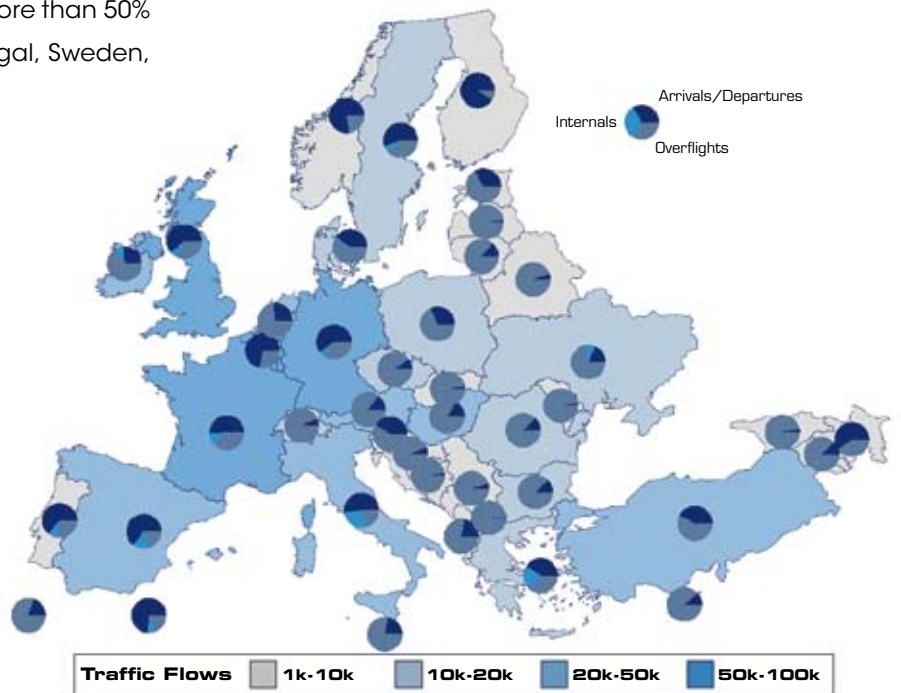 ore than 50%
gal, Sweden,
Arrivals/Departures
Internals
Overflights
Traffic Flows 1k-10k 10k-20k 20k-50k 50k-100k